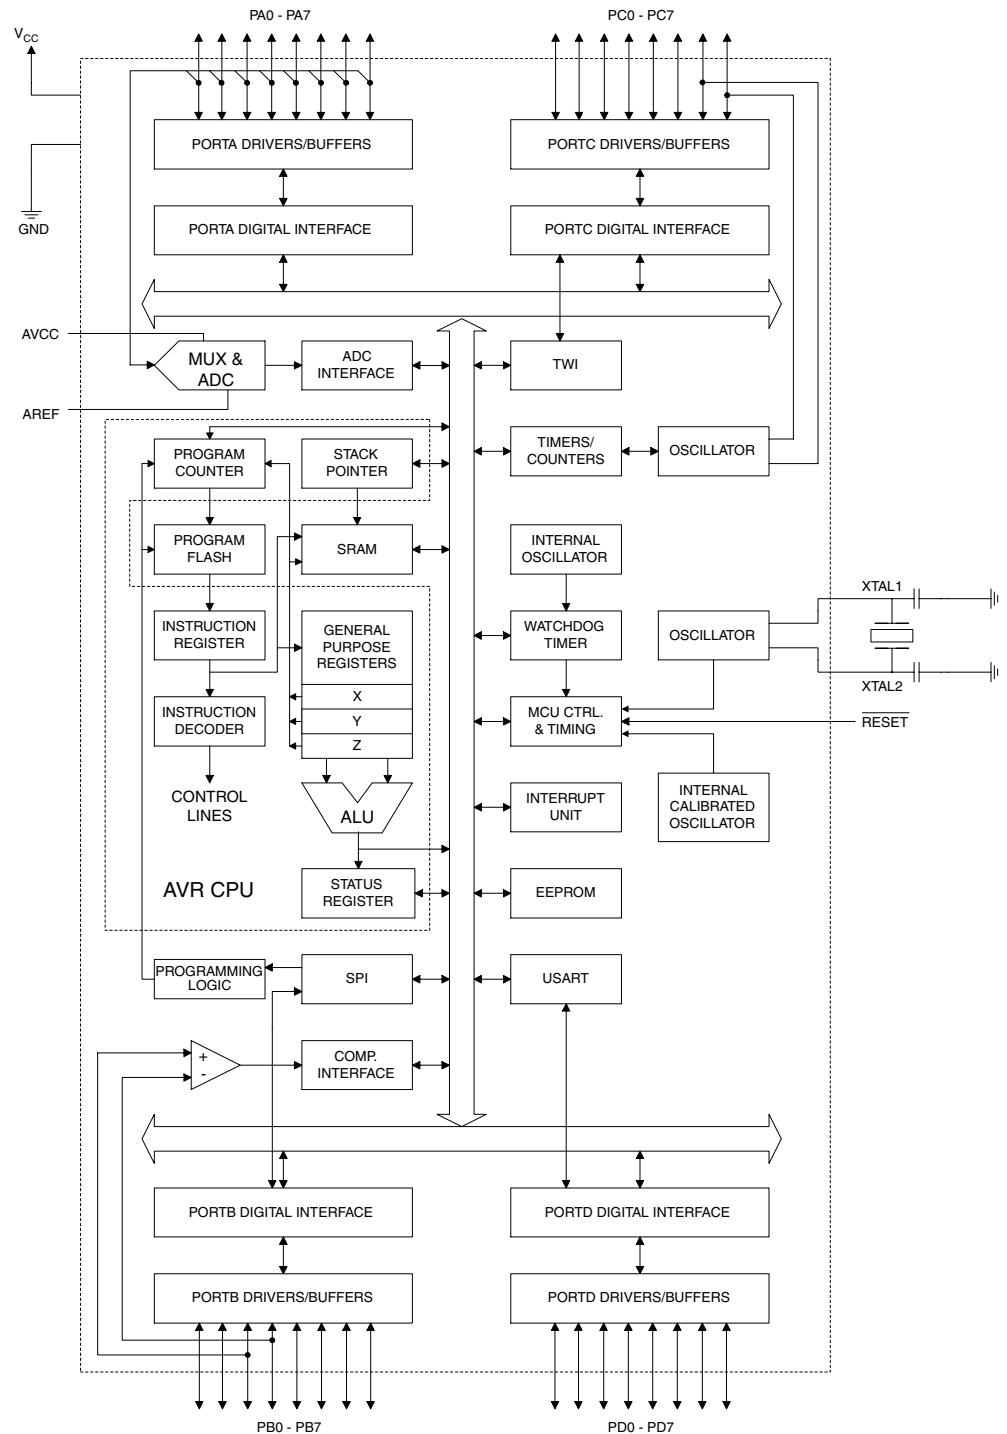 PA0 - PA7
PC0 - PC7
VCC
PORTA DRIVERS/BUFFERS
PORTC DRIVERS/BUFFERS
GND
PORTA DIGITAL INTERFACE
PORTC DIGITAL INTERFACE
AVCC
MUX &
ADC
ADC
INTERFACE
TWI
AREF
PROGRAM
COUNTER
STACK
POINTER
TIMERS/
COUNTERS
OSCILLATOR
PROGRAM
FLASH
SRAM
INTERNAL
OSCILLATOR
XTAL1
INSTRUCTION
REGISTER
GENERAL
PURPOSE
REGISTERS
WATCHDOG
TIMER
OSCILLATOR
XTAL2
X
Y
Z
INSTRUCTION
DECODER
MCU CTRL.
& TIMING
RESET
CONTROL
LINES
ALU
INTERRUPT
UNIT
INTERNAL
CALIBRATED
OSCILLATOR
AVR CPU
STATUS
REGISTER
EEPROM
PROGRAMMING
LOGIC
SPI
USART
+
-
COMP.
INTERFACE
PORTB DIGITAL INTERFACE
PORTD DIGITAL INTERFACE
PORTB DRIVERS/BUFFERS
PORTD DRIVERS/BUFFERS
PB0 - PB7
PD0 - PD7